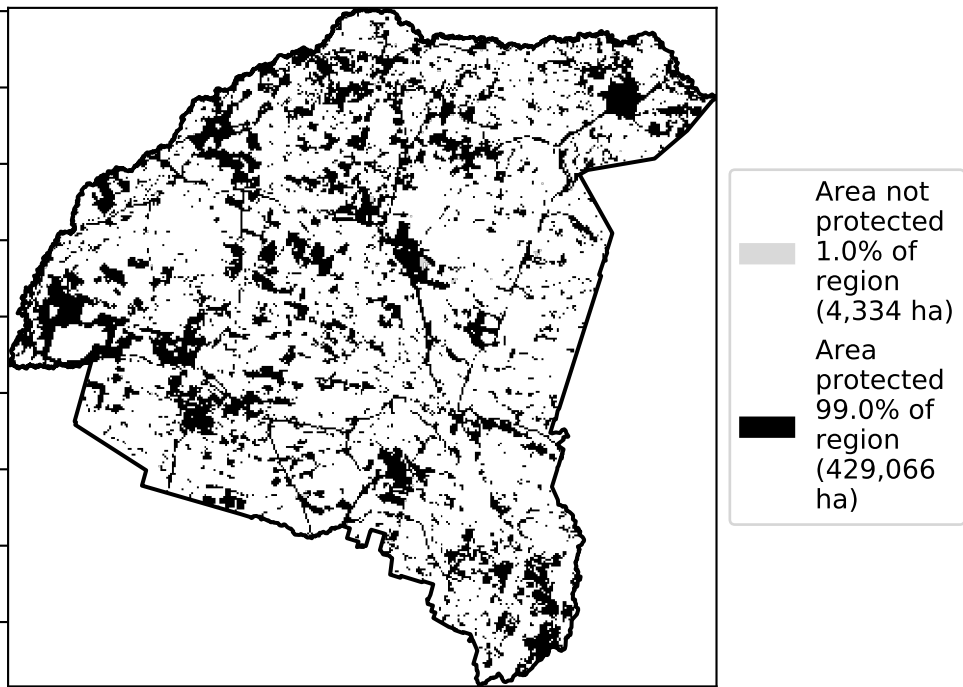 Area not
protected
1.0% of
region
(4,334 ha)
Area
protected
99.0% of
region
(429,066
ha)